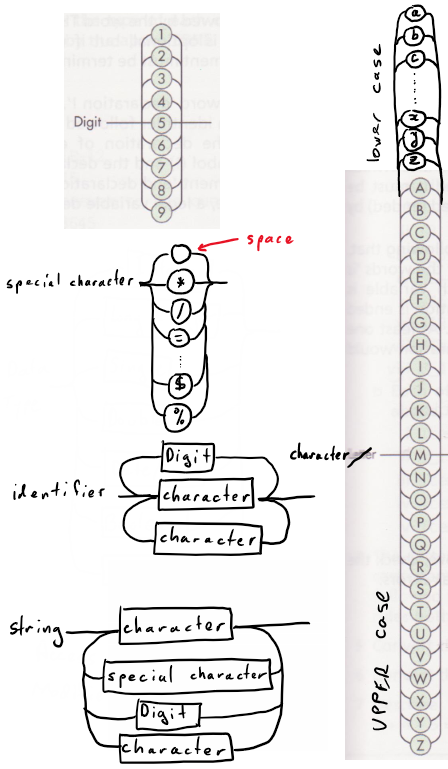 1
2
3
4
Digit 5
6
7
8
9
space
special character *
/
=
...
$
%
Digit
identifier character
character
string character
special character
Digit
character
lower case
a
b
c
......
x
y
z
A
B
C
D
E
F
G
H
I
J
K
L
character M
N
O
P
Q
R
S
T
U
V
W
X
Y
Z
UPPER case